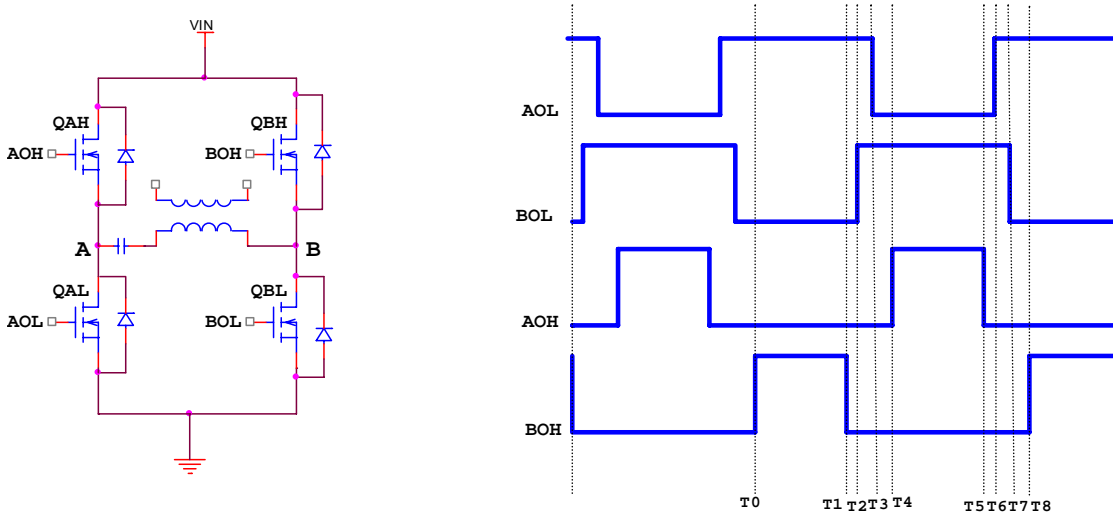 VIN
QAH
QBH
AOH
BOH
A
B
QAL
QBL
AOL
BOL
AOL
BOL
AOH
BOH
T0
T1
T2
T3
T4
T5
T6
T7
T8